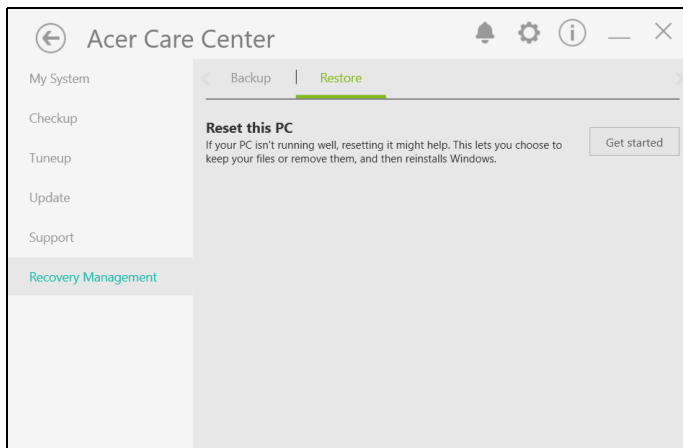 Acer Care Center
My System
Checkup
Tuneup
Update
Support
Recovery Management
Backup
Restore
Reset this PC
If your PC isn't running well, resetting it might help. This lets you choose to
keep your files or remove them, and then reinstalls Windows.
Get started